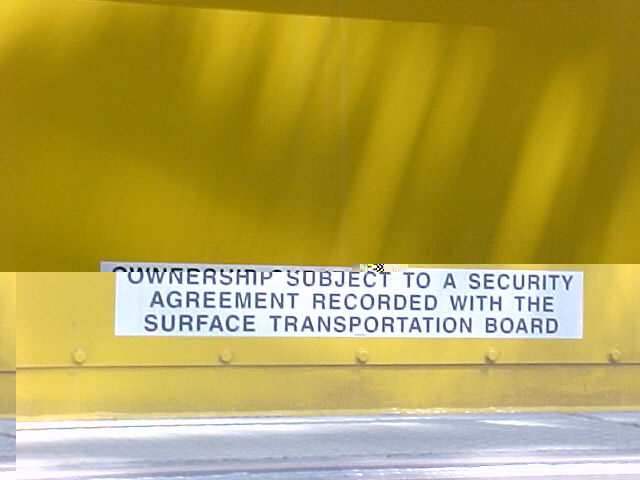 OWNERSHIP SUBJECT TO A SECURITY
AGREEMENT RECORDED WITH THE
SURFACE TRANSPORTATION BOARD